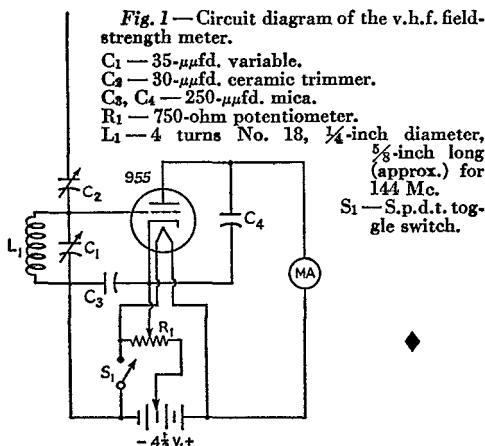 Fig. 1 — Circuit diagram of the v.h.f. field-
strength meter.
C1 — 35-μμfd. variable.
C2 — 30-μμfd. ceramic trimmer.
C3, C4 — 250-μμfd. mica.
R1 — 750-ohm potentiometer.
L1 — 4 turns No. 18, ¼-inch diameter,
⅝-inch long
(approx.) for
144 Mc.
S1 — S.p.d.t. tog-
gle switch.
955
C2
L1
C1
C4
C3
MA
R1
S1
- 4½ V. +